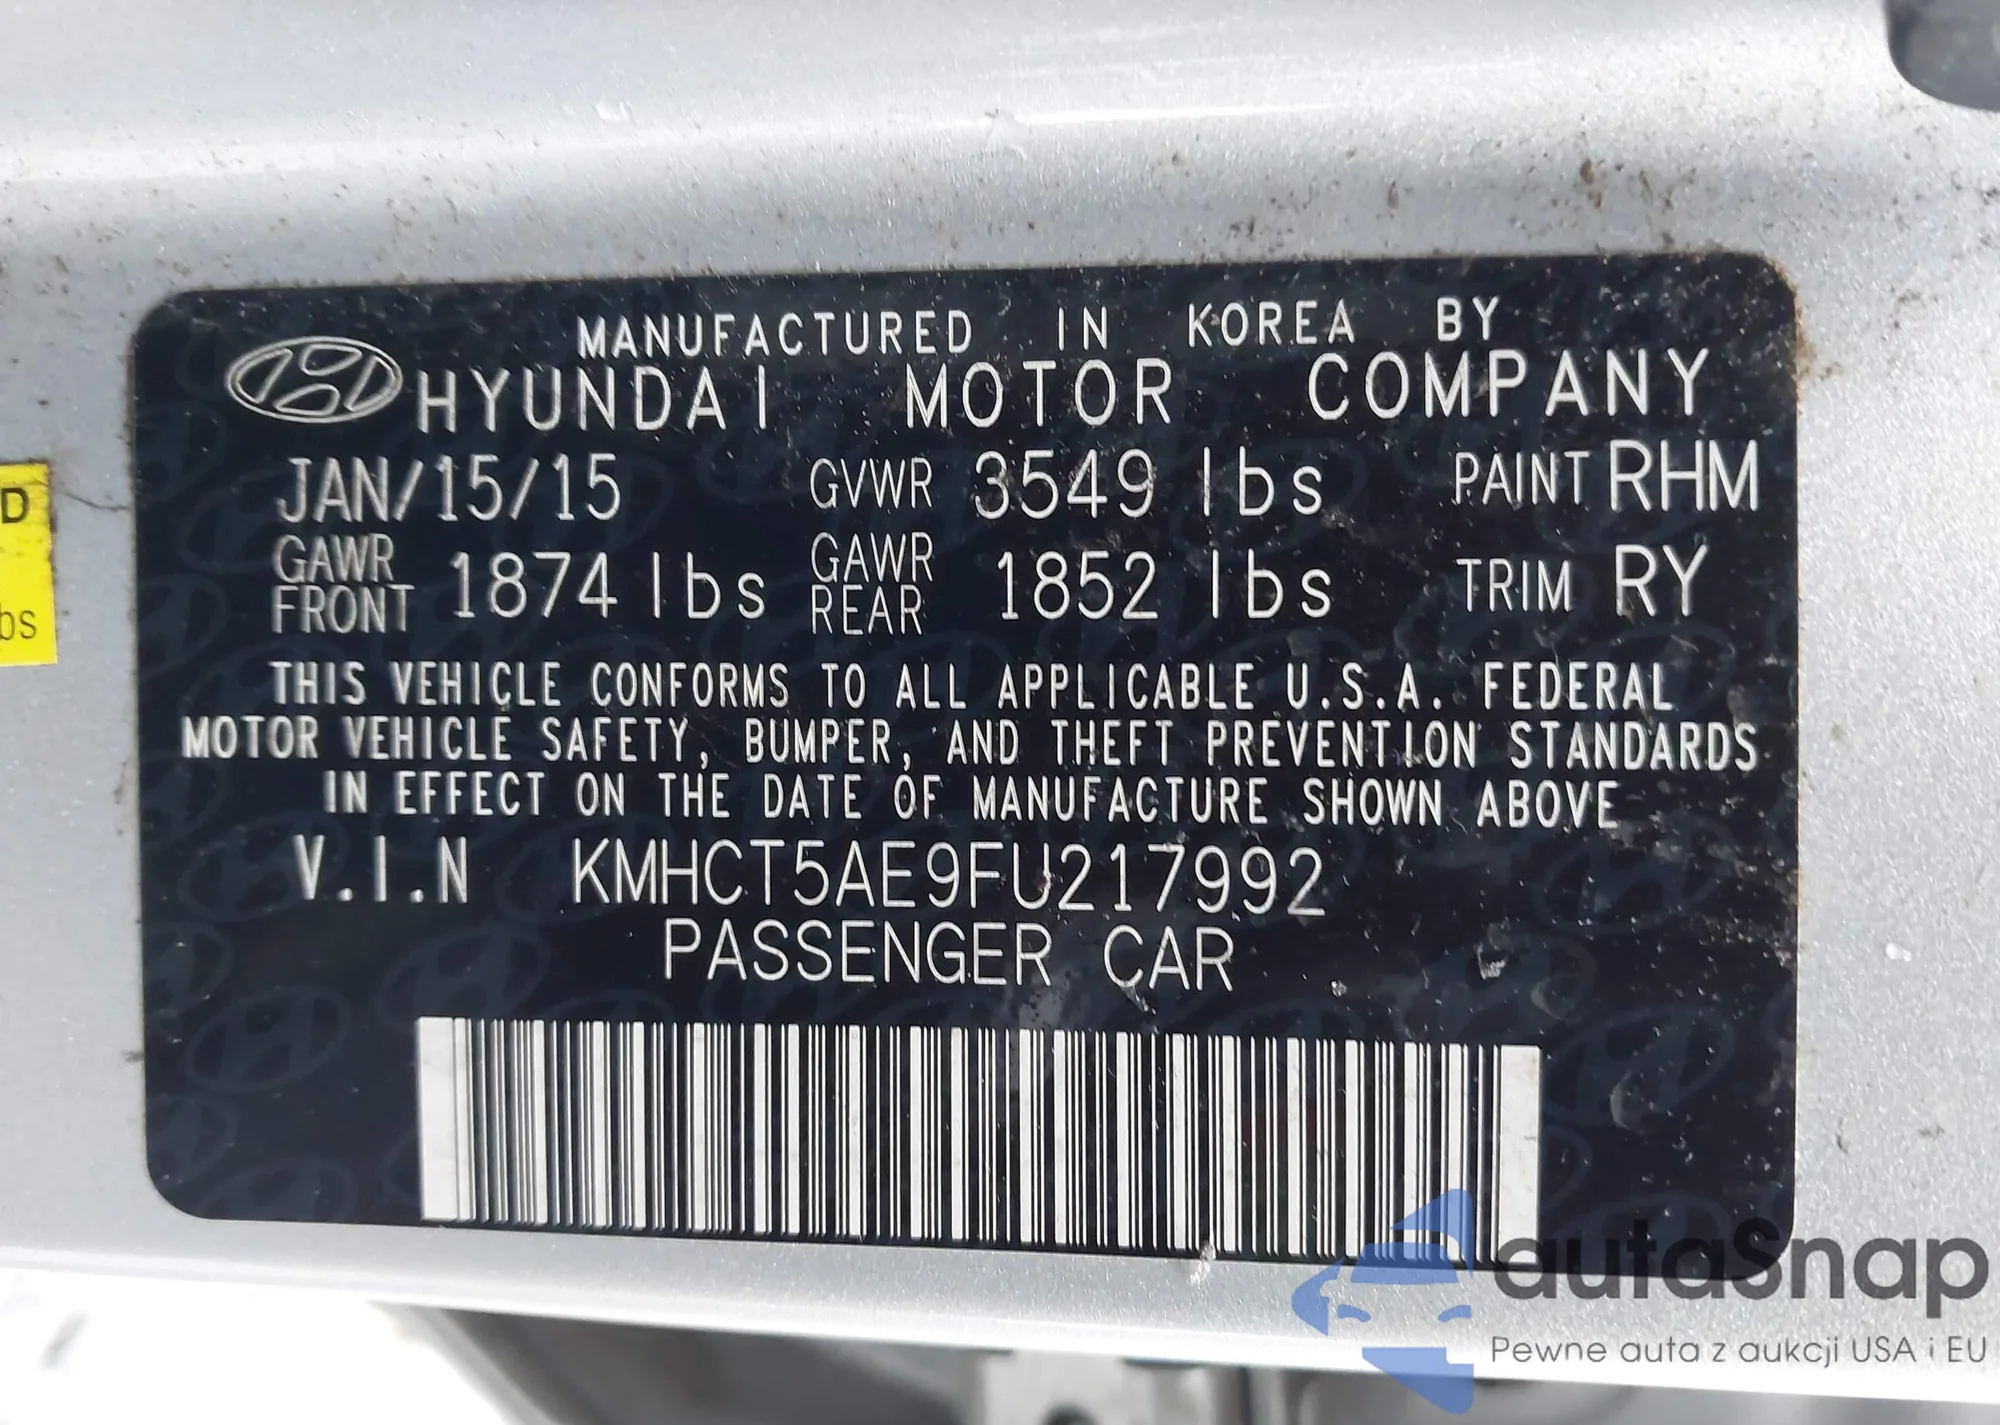 MANUFACTURED IN KOREA BY
HYUNDAI MOTOR COMPANY
JAN/15/15 GVWR 3549 lbs PAINT RHM
GAWR FRONT 1874 lbs GAWR REAR 1852 lbs TRIM RY
THIS VEHICLE CONFORMS TO ALL APPLICABLE U.S.A. FEDERAL
MOTOR VEHICLE SAFETY, BUMPER, AND THEFT PREVENTION STANDARDS
IN EFFECT ON THE DATE OF MANUFACTURE SHOWN ABOVE
V.I.N KMHCT5AE9FU217992
PASSENGER CAR
D
bs
autoSnap
Pewne auta z aukcji USA i EU